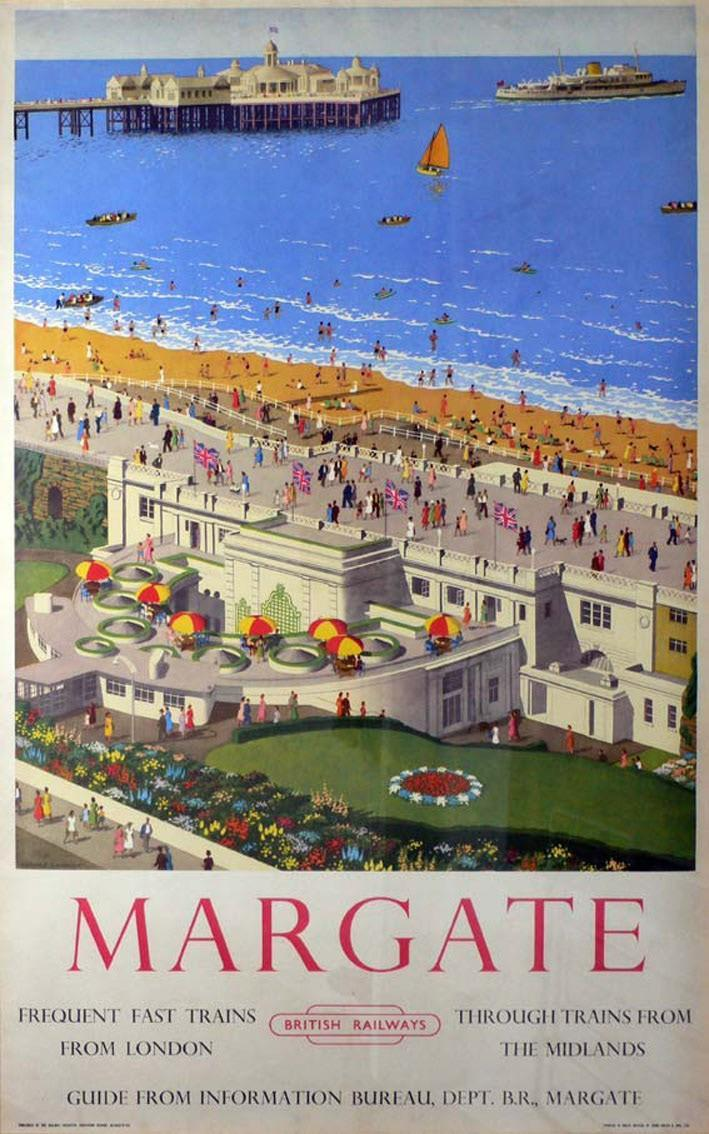 MARGATE
FREQUENT FAST TRAINS
FROM LONDON
BRITISH RAILWAYS
THROUGH TRAINS FROM
THE MIDLANDS
GUIDE FROM INFORMATION BUREAU, DEPT. B.R., MARGATE